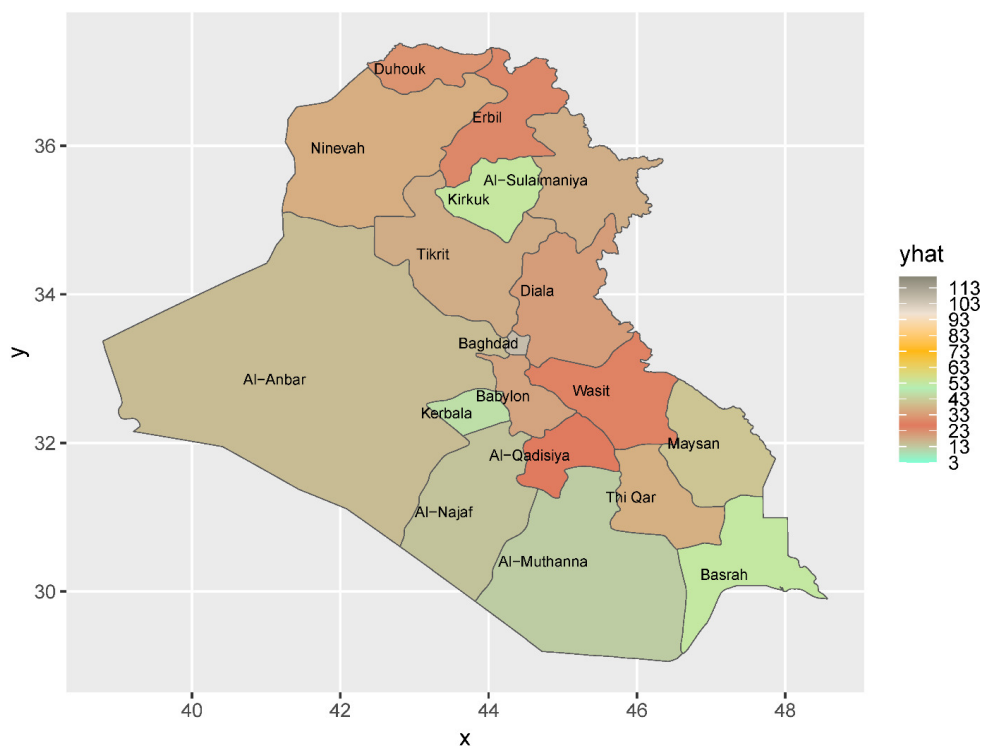 Duhouk
Erbil
Ninevah
Al-Sulaimaniya
Kirkuk
Tikrit
Diala
Baghdad
Al-Anbar
Babylon
Wasit
Kerbala
Maysan
Al-Qadisiya
Thi Qar
Al-Najaf
Al-Muthanna
Basrah
36
34
32
30
y
40
42
44
46
48
x
yhat
113
103
93
83
73
63
53
43
33
23
13
3